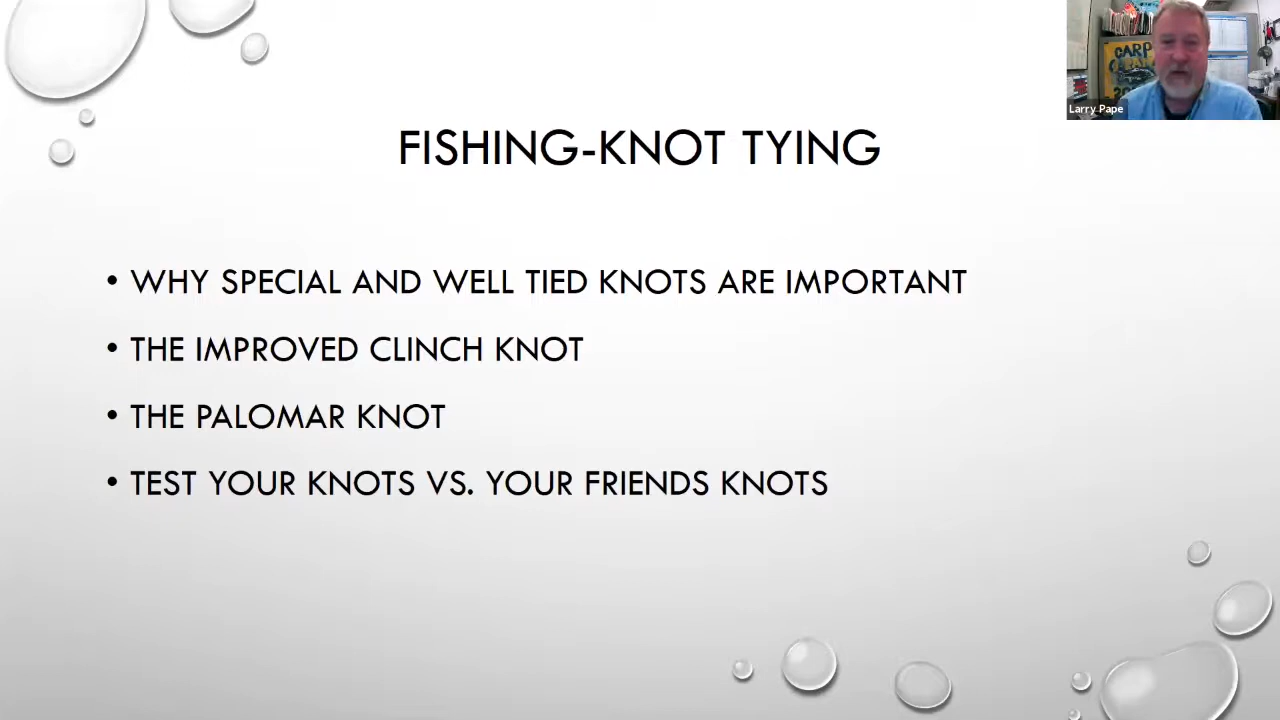 FISHING-KNOT TYING
• WHY SPECIAL AND WELL TIED KNOTS ARE IMPORTANT
• THE IMPROVED CLINCH KNOT
• THE PALOMAR KNOT
• TEST YOUR KNOTS VS. YOUR FRIENDS KNOTS
CARP
Larry Pape